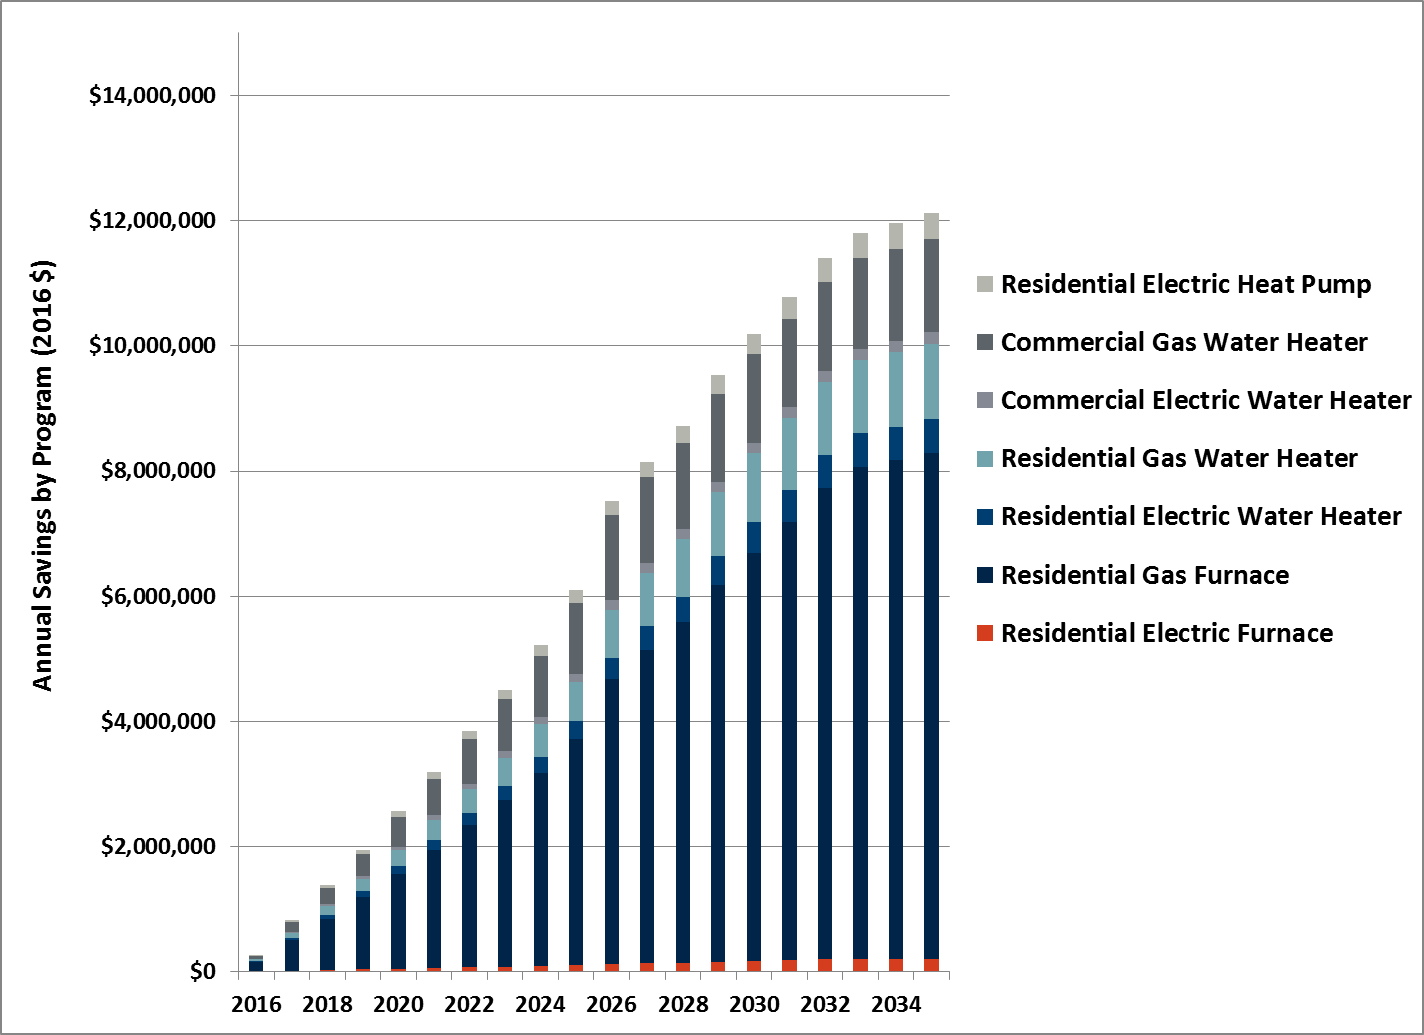 Annual Savings by Program (2016 $)
$14,000,000
$12,000,000
$10,000,000
$8,000,000
$6,000,000
$4,000,000
$2,000,000
$0
2016 2018 2020 2022 2024 2026 2028 2030 2032 2034
Residential Electric Heat Pump
Commercial Gas Water Heater
Commercial Electric Water Heater
Residential Gas Water Heater
Residential Electric Water Heater
Residential Gas Furnace
Residential Electric Furnace